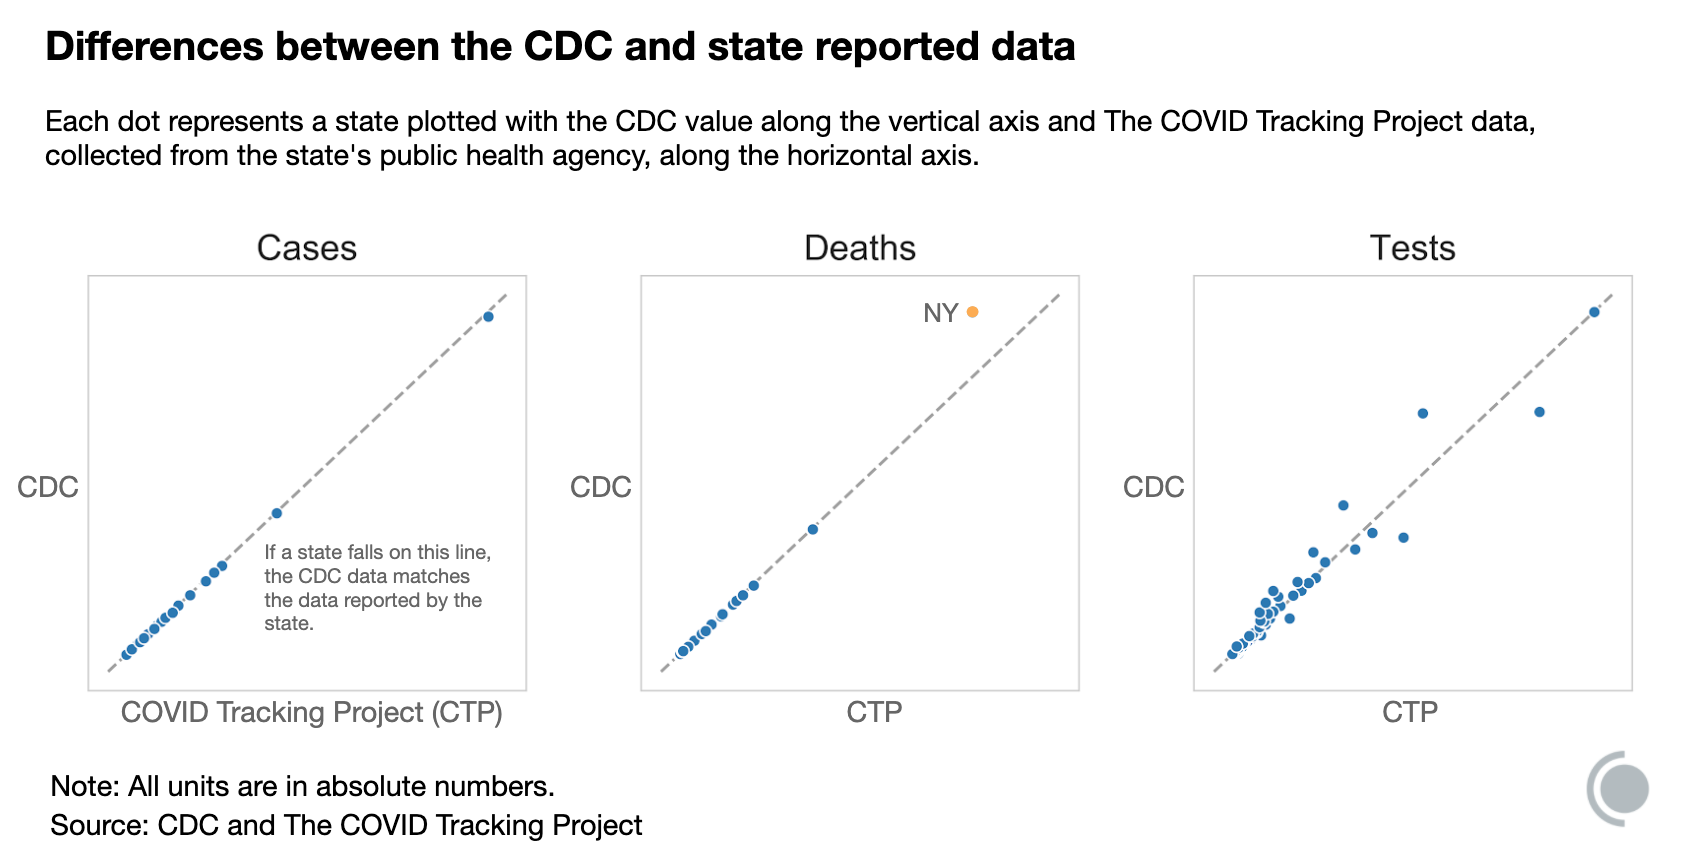 Differences between the CDC and state reported data
Each dot represents a state plotted with the CDC value along the vertical axis and The COVID Tracking Project data,
collected from the state's public health agency, along the horizontal axis.
Cases
CDC
If a state falls on this line,
the CDC data matches
the data reported by the
state.
COVID Tracking Project (CTP)
Deaths
NY
CDC
CTP
Tests
CDC
CTP
Note: All units are in absolute numbers.
Source: CDC and The COVID Tracking Project